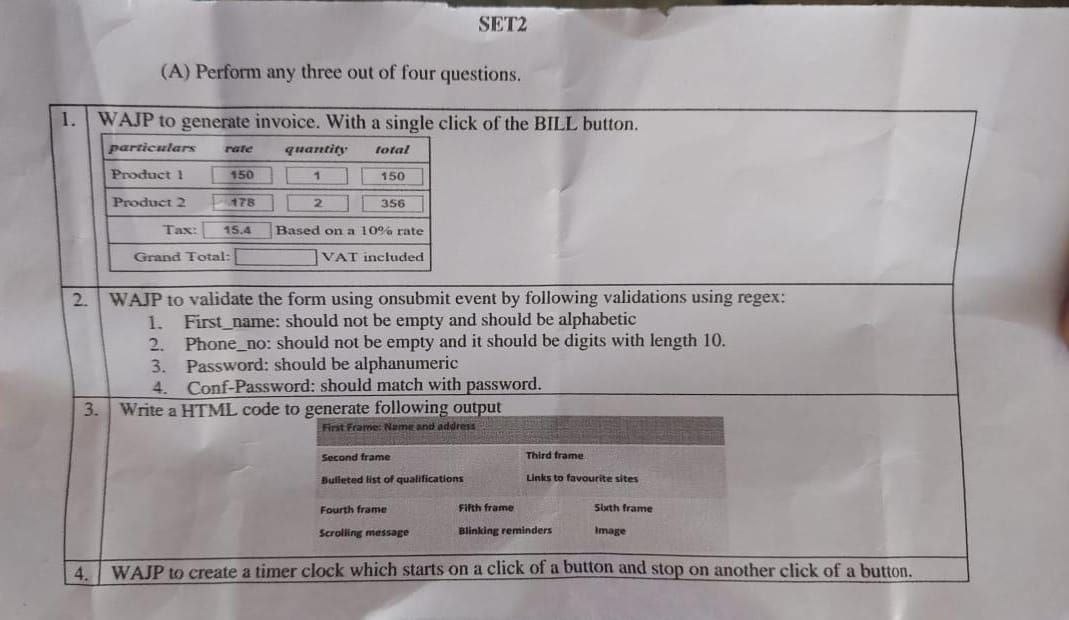 SET2
(A) Perform any three out of four questions.
1. WAJP to generate invoice. With a single click of the BILL button.
particulars rate quantity total
Product 1 150 1 150
Product 2 178 2 356
Tax: 15.4 Based on a 10% rate
Grand Total: VAT included
2. WAJP to validate the form using onsubmit event by following validations using regex:
1. First_name: should not be empty and should be alphabetic
2. Phone_no: should not be empty and it should be digits with length 10.
3. Password: should be alphanumeric
4. Conf-Password: should match with password.
3. Write a HTML code to generate following output
First Frame: Name and address
Second frame Third frame
Bulleted list of qualifications Links to favourite sites
Fourth frame Fifth frame Sixth frame
Scrolling message Blinking reminders Image
4. WAJP to create a timer clock which starts on a click of a button and stop on another click of a button.